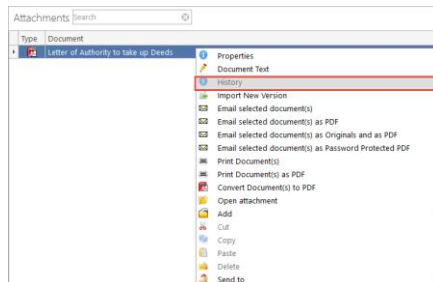 Attachments Search
Type Document
Letter of Authority to take up Deeds
Properties
Document Text
History
Import New Version
Email selected document(s)
Email selected document(s) as PDF
Email selected document(s) as Originals and as PDF
Email selected document(s) as Password Protected PDF
Print Document(s)
Print Document(s) as PDF
Convert Document(s) to PDF
Open attachment
Add
Cut
Copy
Paste
Delete
Send to